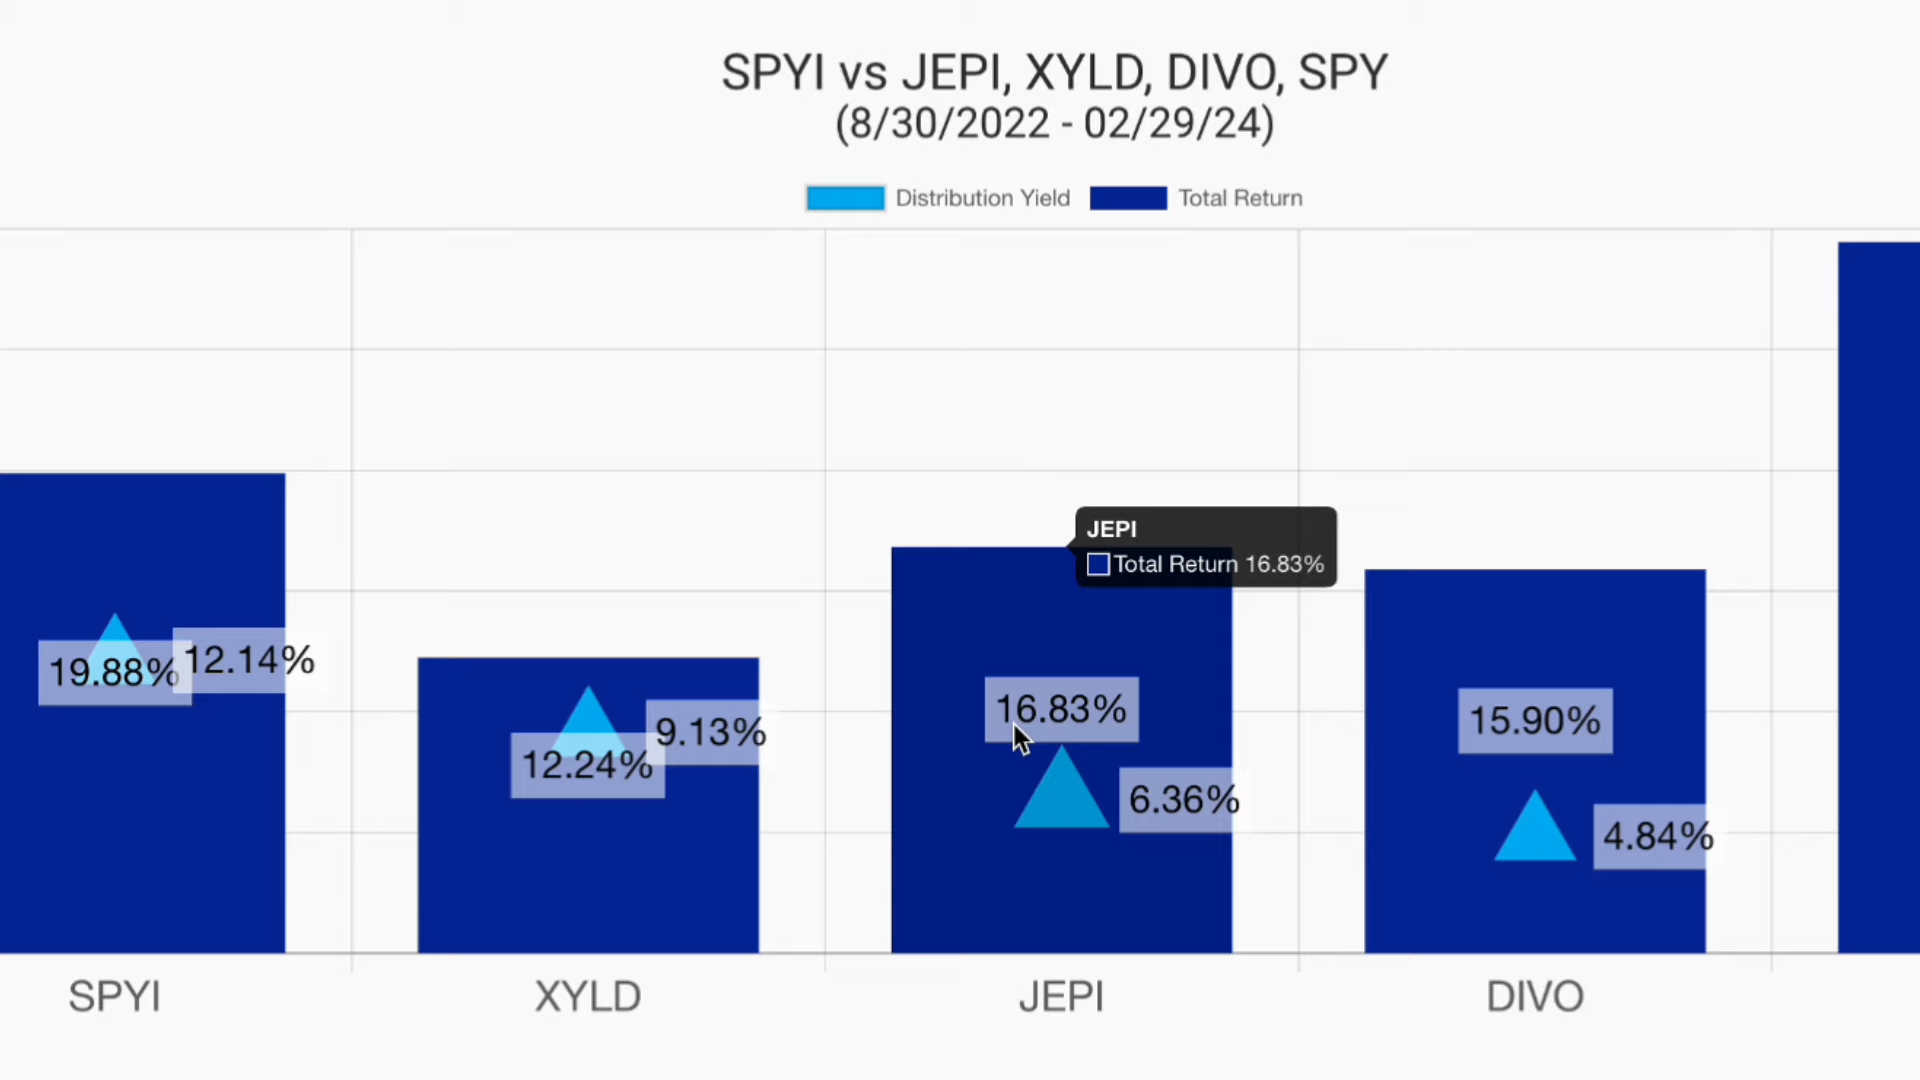 SPYI vs JEPI, XYLD, DIVO, SPY
(8/30/2022 - 02/29/24)
Distribution Yield
Total Return
JEPI
Total Return 16.83%
19.88%
12.14%
12.24%
9.13%
16.83%
6.36%
15.90%
4.84%
SPYI
XYLD
JEPI
DIVO